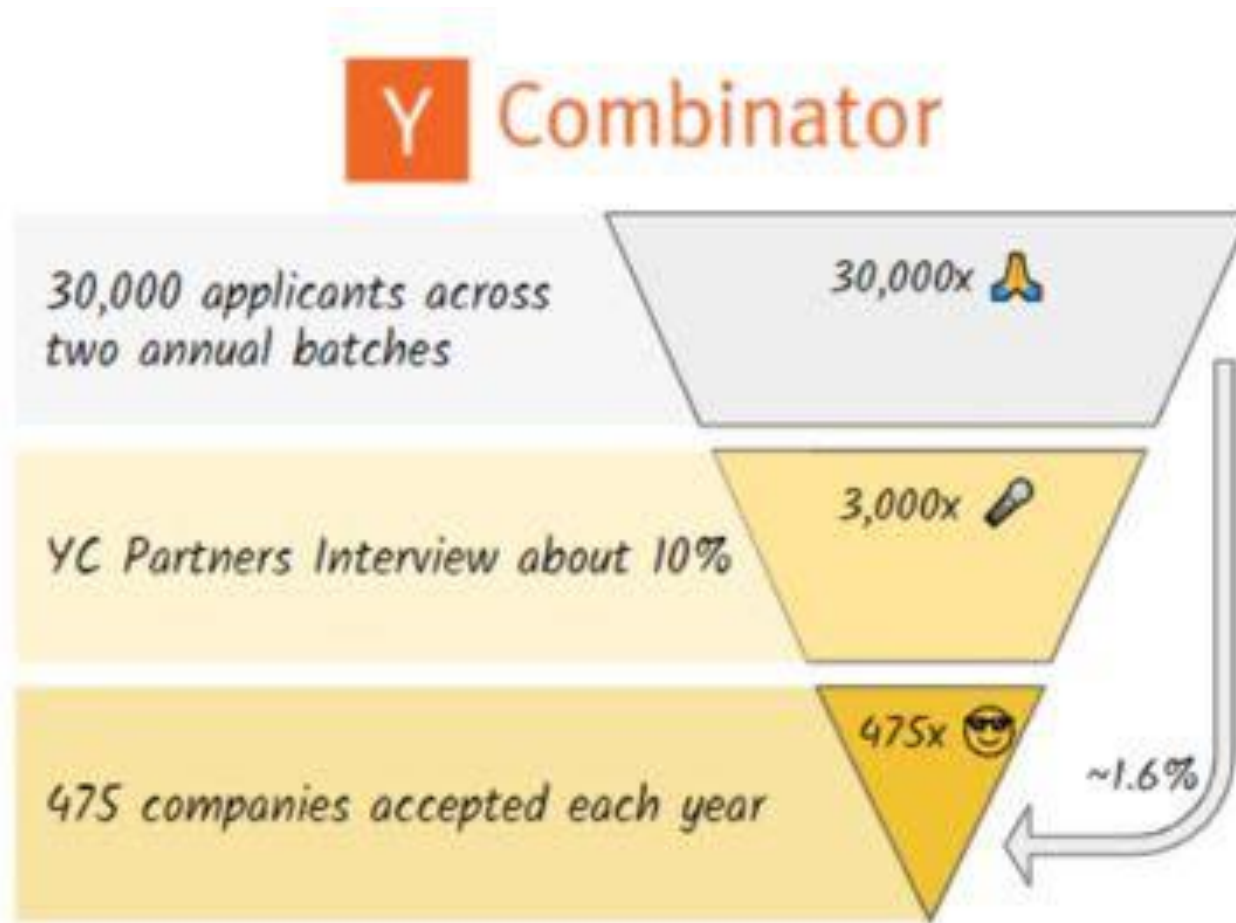 Y Combinator
30,000 applicants across
two annual batches
30,000x 🙏
YC Partners Interview about 10%
3,000x 🎤
475 companies accepted each year
475x 😎
~1.6%